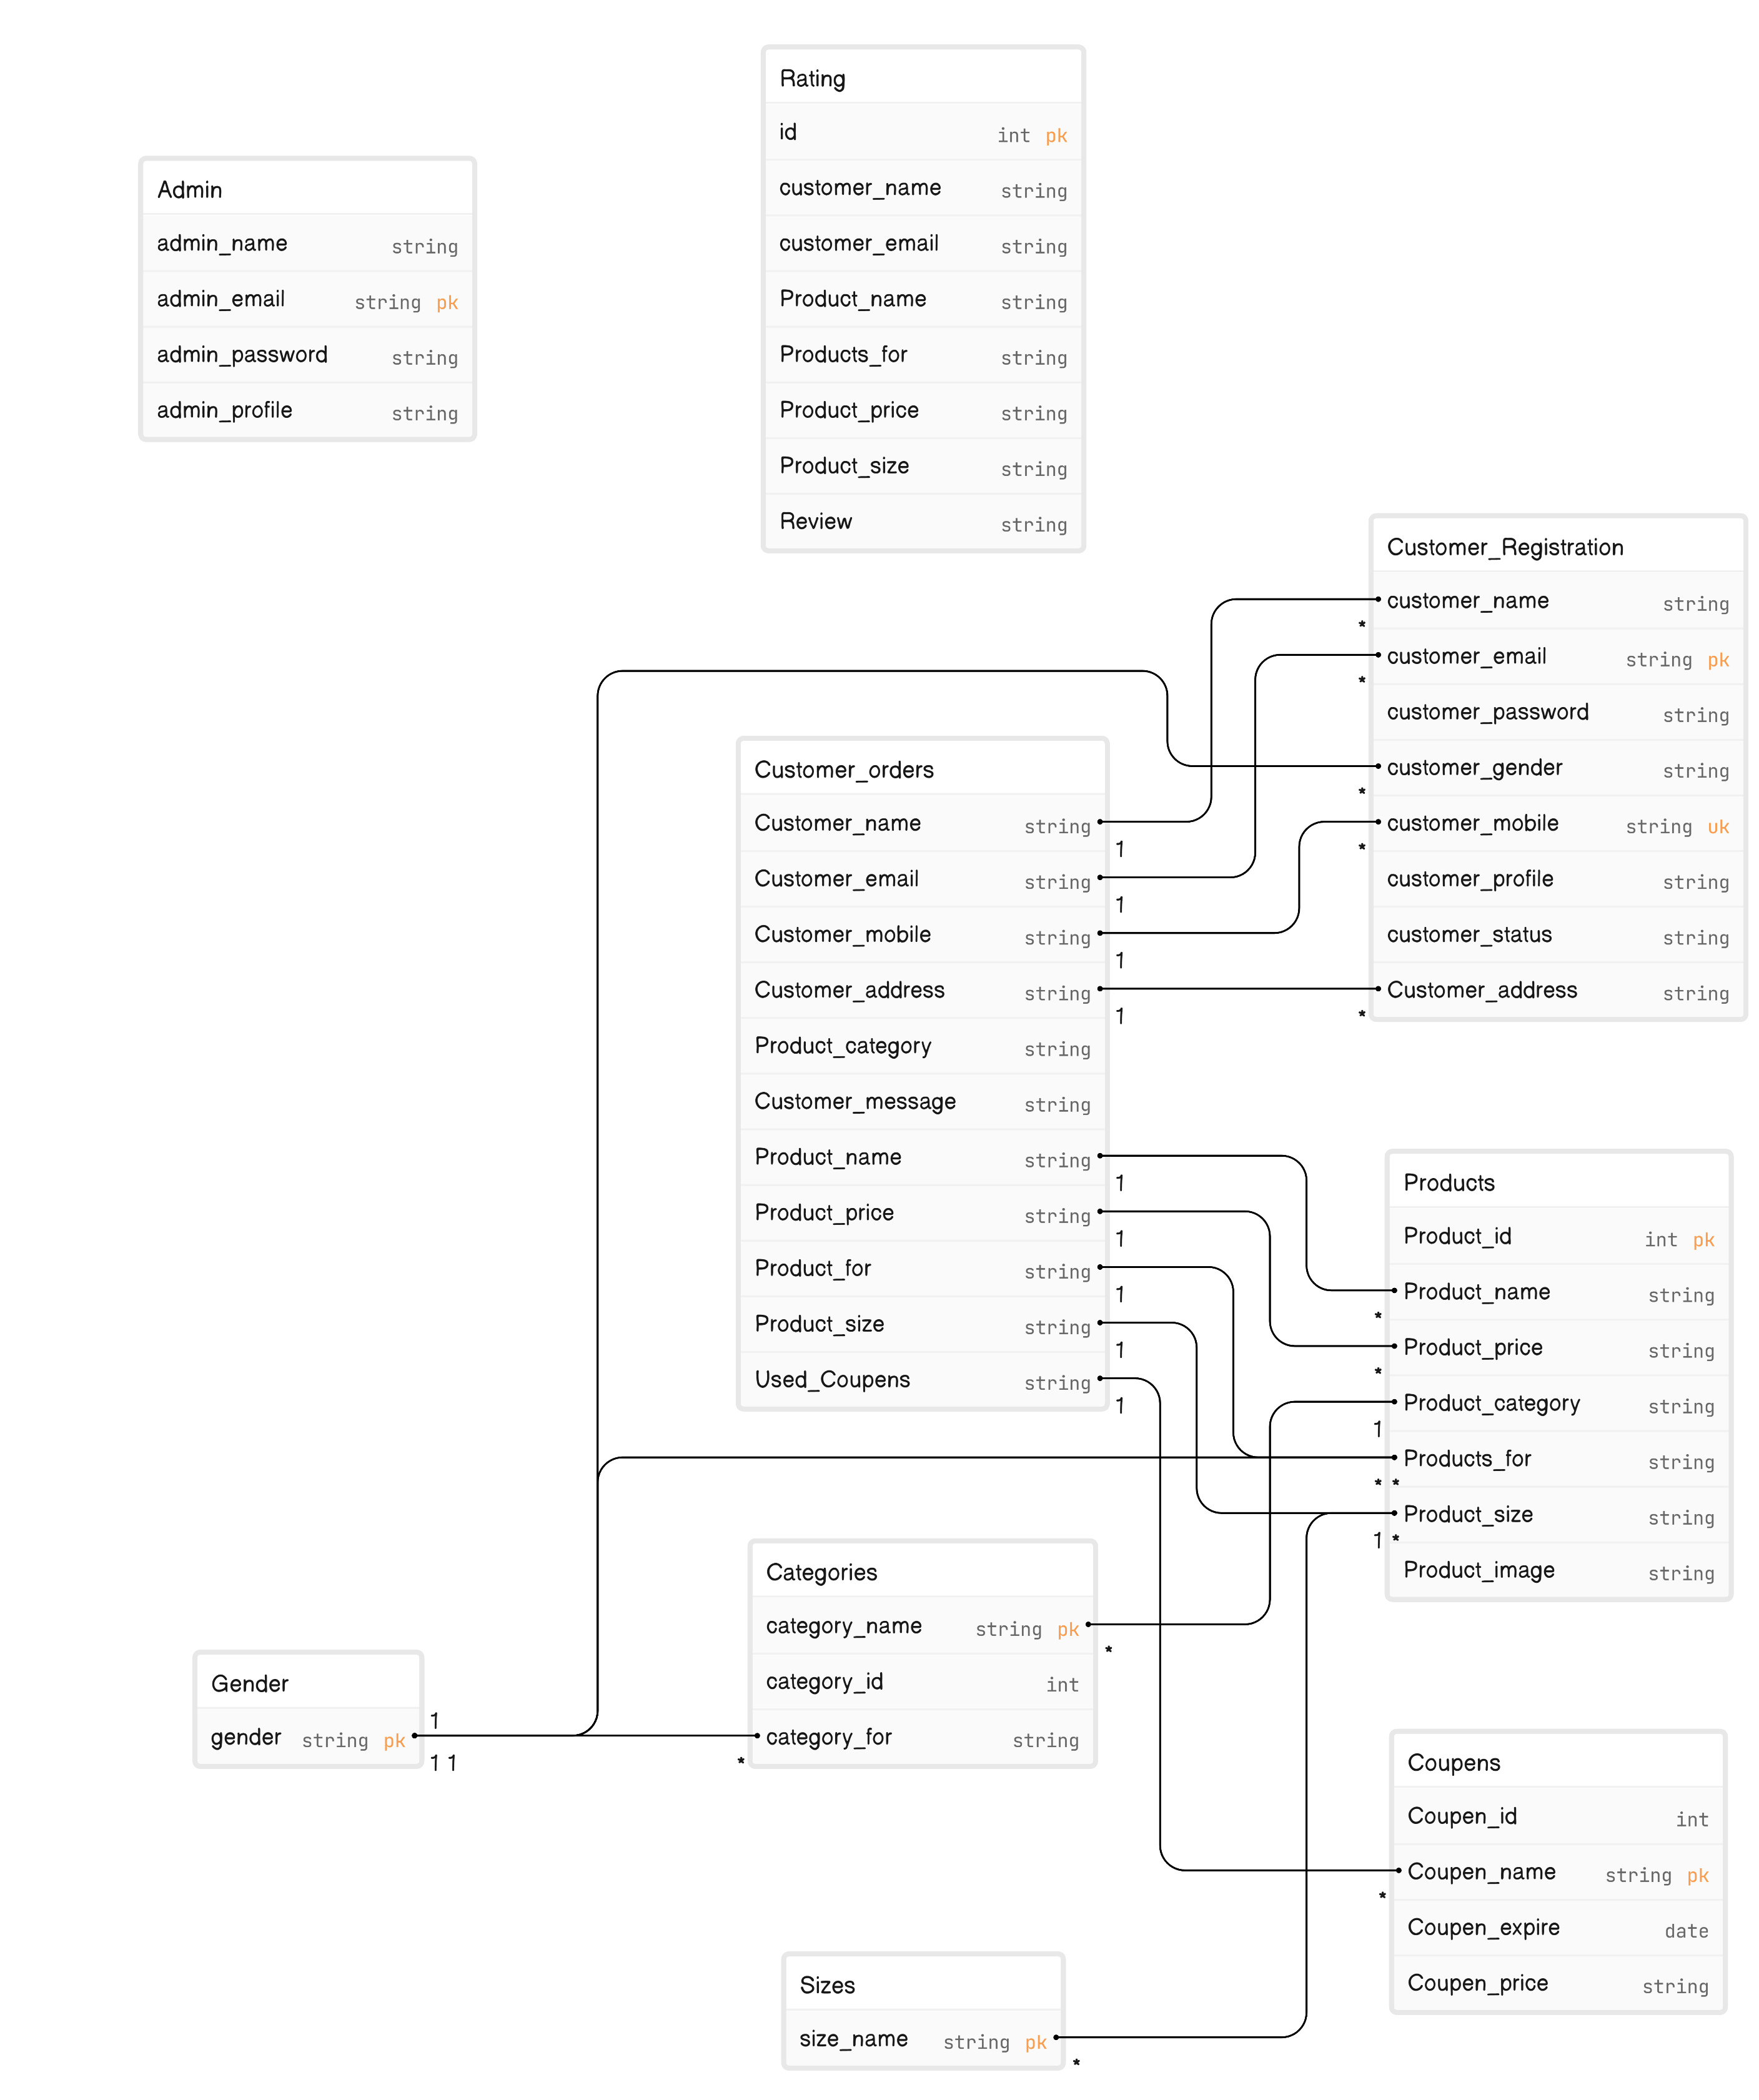 Rating
id int pk
customer_name string
customer_email string
Product_name string
Products_for string
Product_price string
Product_size string
Review string
Admin
admin_name string
admin_email string pk
admin_password string
admin_profile string
Customer_Registration
customer_name string
*
customer_email string pk
*
customer_password string
customer_gender string
*
customer_mobile string uk
*
customer_profile string
customer_status string
Customer_address string
*
Customer_orders
Customer_name string
1
Customer_email string
1
Customer_mobile string
1
Customer_address string
1
Product_category string
Customer_message string
Product_name string
1
Product_price string
1
Product_for string
1
Product_size string
1
Used_Coupens string
1
Products
Product_id int pk
Product_name string
*
Product_price string
*
Product_category string
1
Products_for string
* *
Product_size string
1 *
Product_image string
Categories
category_name string pk
*
category_id int
category_for string
*
Gender
1
gender string pk
1 1
Coupens
Coupen_id int
Coupen_name string pk
*
Coupen_expire date
Coupen_price string
Sizes
size_name string pk
*